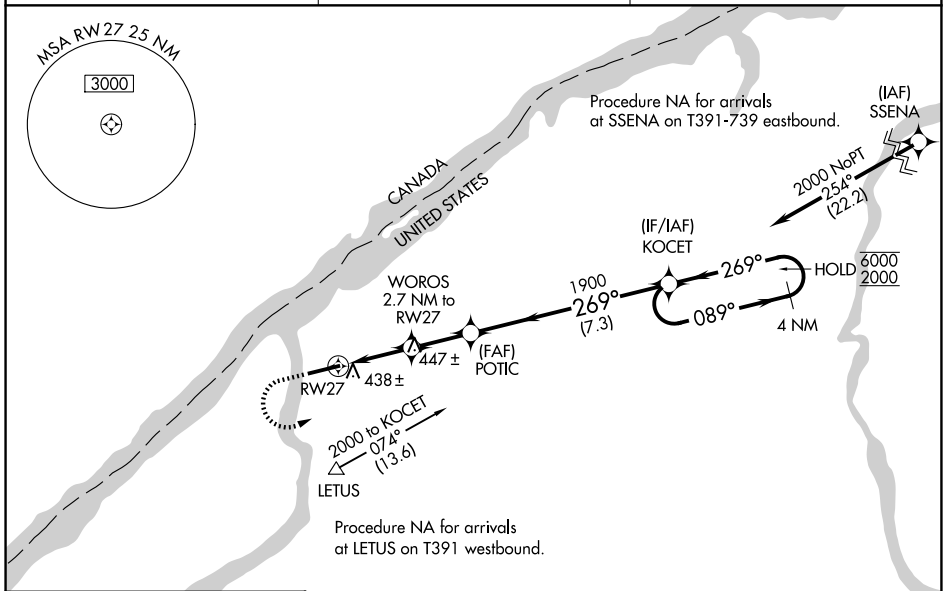 MSA RW27 25 NM
3000
Procedure NA for arrivals
at SSENA on T391-739 eastbound.
(IAF)
SSENA
2000 NoPT
254°
(22.2)
CANADA
UNITED STATES
(IF/IAF)
KOCET
269°
HOLD
6000
2000
089°
4 NM
1900
269°
(7.3)
WOROS
2.7 NM to
RW27
447 ±
(FAF)
POTIC
RW27
438 ±
2000 to KOCET
074°
(13.6)
LETUS
Procedure NA for arrivals
at LETUS on T391 westbound.